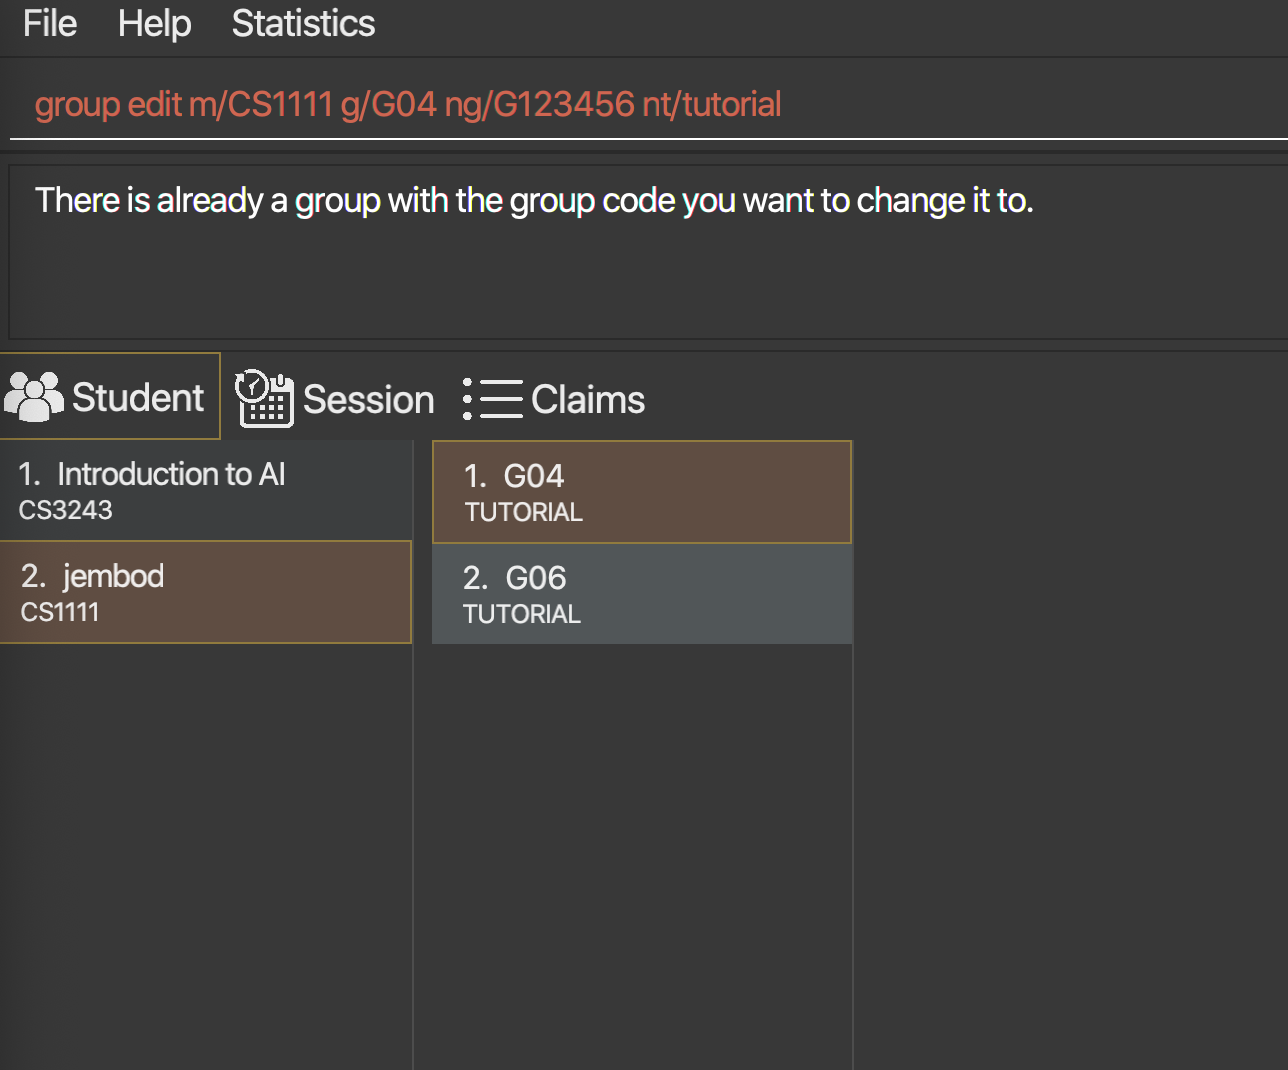 File Help Statistics
group edit m/CS1111 g/G04 ng/G123456 nt/tutorial
There is already a group with the group code you want to change it to.
Student Session Claims
1. Introduction to AI
CS3243
2. jembod
CS1111
1. G04
TUTORIAL
2. G06
TUTORIAL